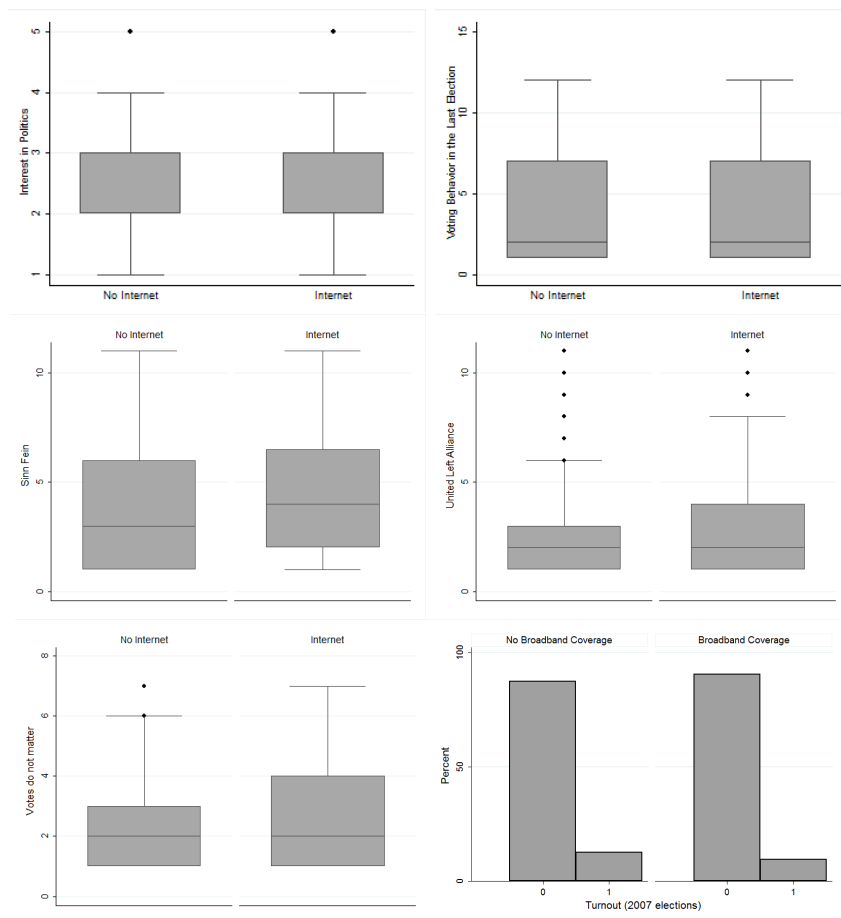 Interest in Politics
5
4
3
2
1
No Internet
Internet
Voting Behavior in the Last Election
15
10
5
0
No Internet
Internet
No Internet
Internet
Sinn Fein
10
5
0
No Internet
Internet
United Left Alliance
10
5
0
No Internet
Internet
Votes do not matter
8
6
4
2
0
No Broadband Coverage
Broadband Coverage
Percent
100
50
0
0
1
0
1
Turnout (2007 elections)